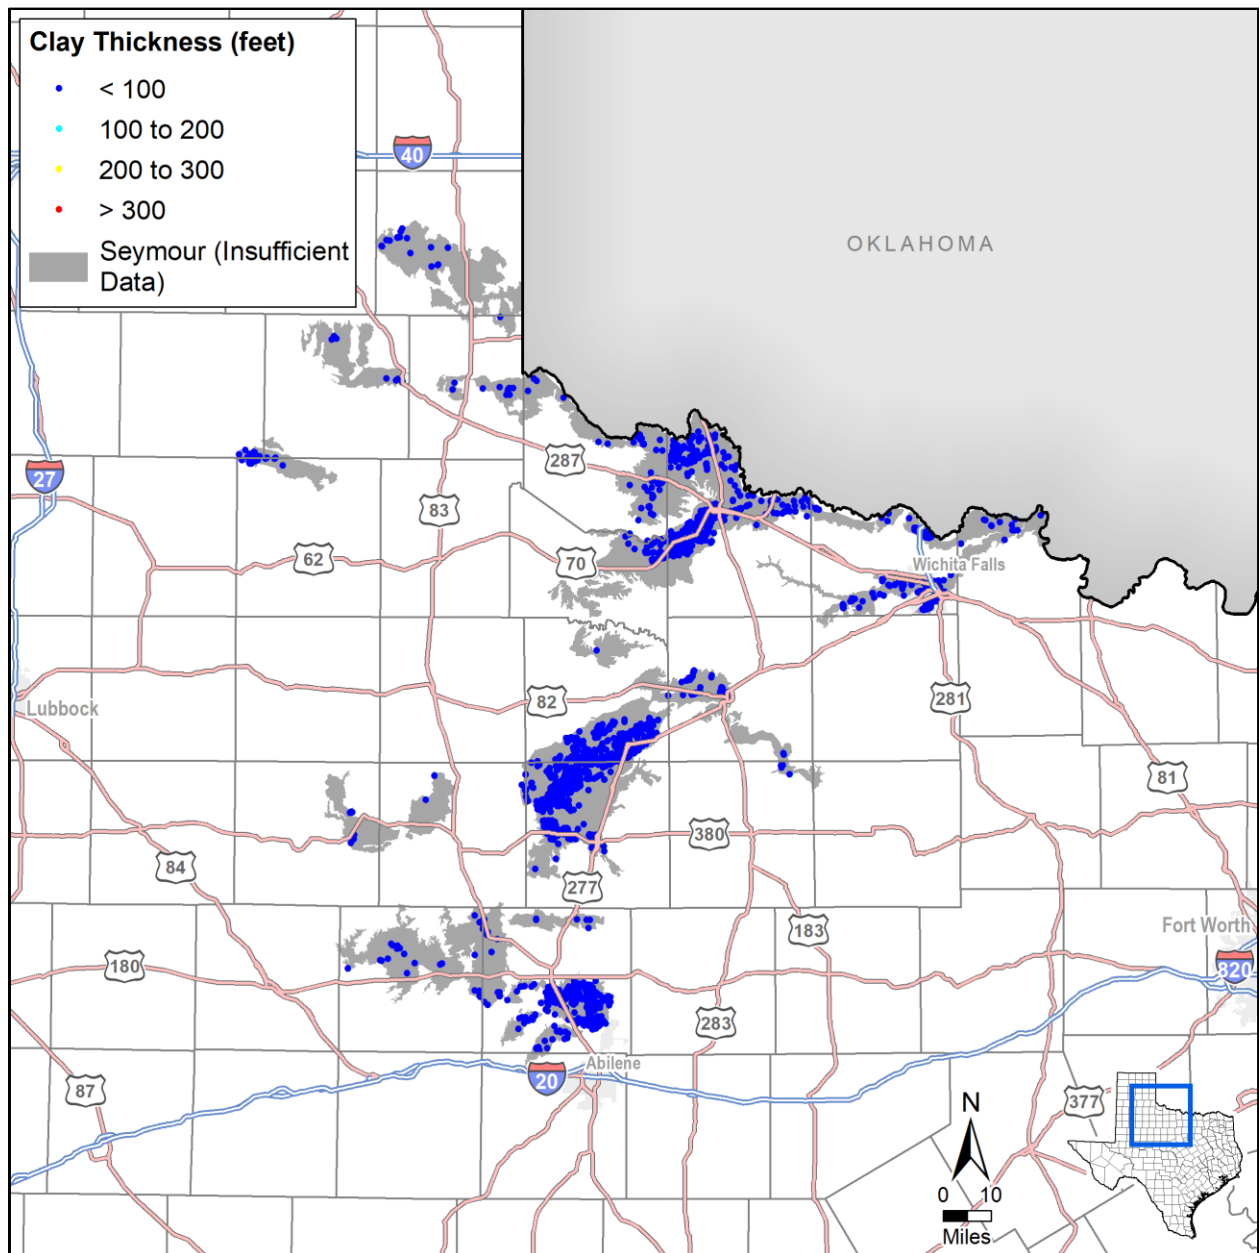 Clay Thickness (feet)
< 100
100 to 200
200 to 300
> 300
Seymour (Insufficient
Data)
40
OKLAHOMA
287
27
83
62
70
Wichita Falls
82
281
Lubbock
81
380
84
277
183
Fort Worth
180
820
283
Abilene
20
87
377
N
0 10
Miles